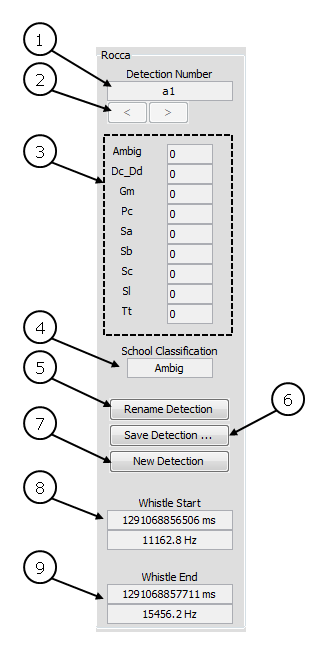 Rocca
1
Detection Number
a1
2
< >
3
Ambig 0
Dc_Dd 0
Gm 0
Pc 0
Sa 0
Sb 0
Sc 0
Sl 0
Tt 0
4
School Classification
Ambig
5
Rename Detection
6
Save Detection ...
7
New Detection
8
Whistle Start
1291068856506 ms
11162.8 Hz
9
Whistle End
1291068857711 ms
15456.2 Hz